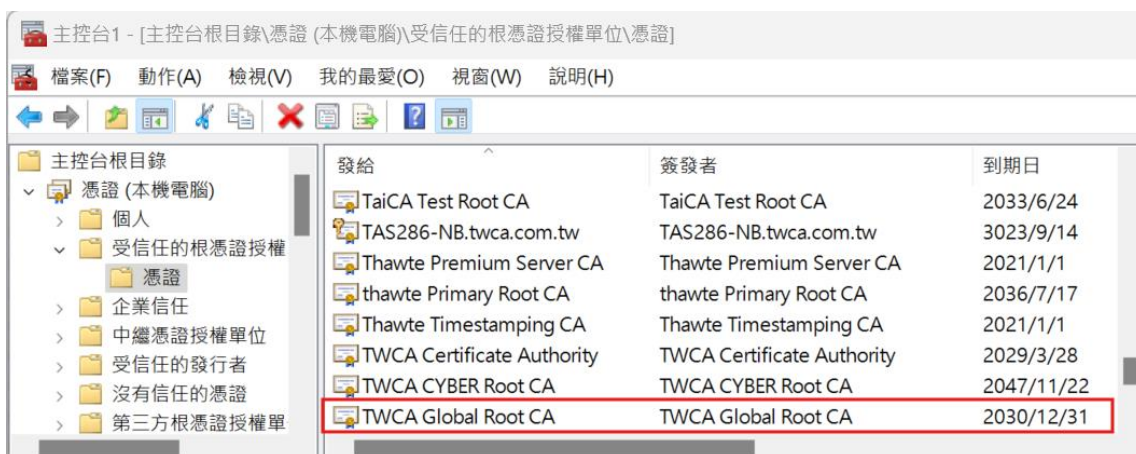 主控台1 - [主控台根目錄\憑證 (本機電腦)\受信任的根憑證授權單位\憑證]
檔案(F) 動作(A) 檢視(V) 我的最愛(O) 視窗(W) 說明(H)
主控台根目錄
憑證 (本機電腦)
個人
受信任的根憑證授權
憑證
企業信任
中繼憑證授權單位
受信任的發行者
沒有信任的憑證
第三方根憑證授權單
發給 簽發者 到期日
TaiCA Test Root CA TaiCA Test Root CA 2033/6/24
TAS286-NB.twca.com.tw TAS286-NB.twca.com.tw 3023/9/14
Thawte Premium Server CA Thawte Premium Server CA 2021/1/1
thawte Primary Root CA thawte Primary Root CA 2036/7/17
Thawte Timestamping CA Thawte Timestamping CA 2021/1/1
TWCA Certificate Authority TWCA Certificate Authority 2029/3/28
TWCA CYBER Root CA TWCA CYBER Root CA 2047/11/22
TWCA Global Root CA TWCA Global Root CA 2030/12/31